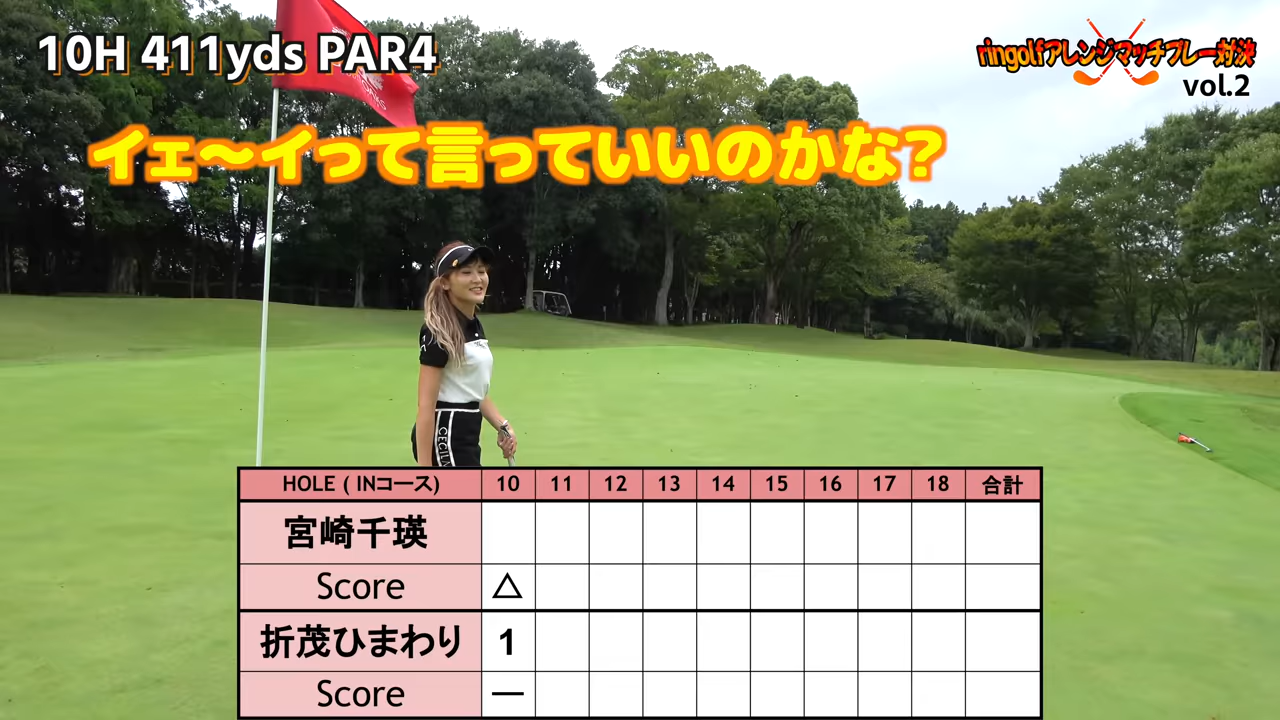 10H 411yds PAR4
ringolfアレンジマッチプレー対決
vol.2
イェ～イって言っていいのかな?
CECIL
HOLE ( INコース) 10 11 12 13 14 15 16 17 18 合計
宮崎千瑛
Score △
折茂ひまわり 1
Score —